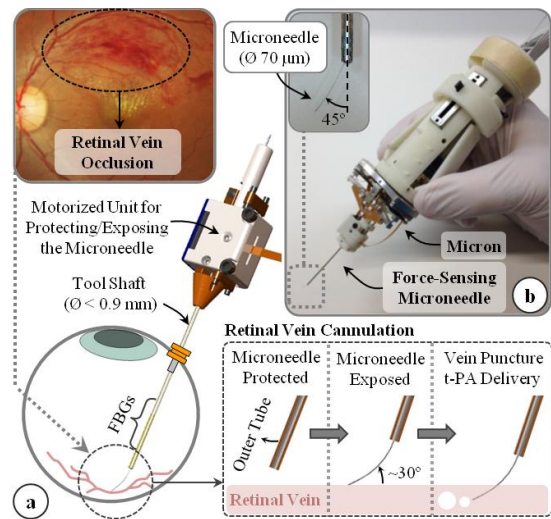 a
Retinal Vein
Occlusion
Motorized Unit for
Protecting/Exposing
the Microneedle
Tool Shaft
(Ø < 0.9 mm)
FBGs
Microneedle
(Ø 70 µm)
45°
Micron
Force-Sensing
Microneedle
b
Retinal Vein Cannulation
Microneedle
Protected
Microneedle
Exposed
Vein Puncture
t-PA Delivery
Outer Tube
~30°
Retinal Vein